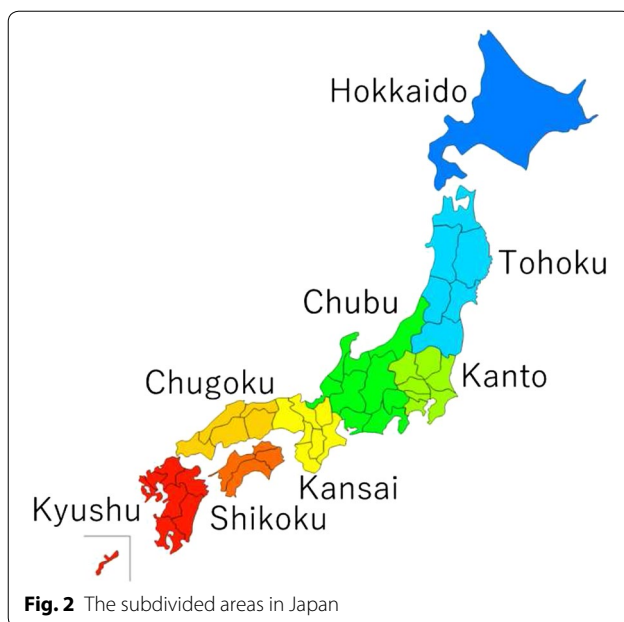 Hokkaido
Tohoku
Chubu
Kanto
Chugoku
Kansai
Kyushu
Shikoku
Fig. 2 The subdivided areas in Japan